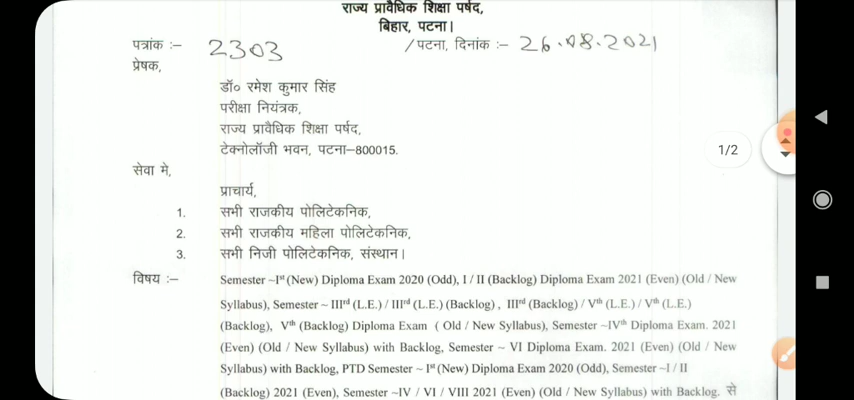 राज्य प्रावैधिक शिक्षा पर्षद,
बिहार, पटना।
पत्रांक :– 2303 / पटना, दिनांक :– 26.08.2021
प्रेषक,
डॉ० रमेश कुमार सिंह
परीक्षा नियंत्रक,
राज्य प्रावैधिक शिक्षा पर्षद,
टेक्नोलॉजी भवन, पटना–800015.
1/2
सेवा मे,
प्राचार्य,
1. सभी राजकीय पोलिटेकनिक,
2. सभी राजकीय महिला पोलिटेकनिक,
3. सभी निजी पोलिटेकनिक, संस्थान।
विषय :– Semester ~Ist (New) Diploma Exam 2020 (Odd), I / II (Backlog) Diploma Exam 2021 (Even) (Old / New
Syllabus), Semester ~ IIIrd (L.E.) / IIIrd (L.E.) (Backlog) , IIIrd (Backlog) / Vth (L.E.) / Vth (L.E.)
(Backlog), Vth (Backlog) Diploma Exam ( Old / New Syllabus), Semester ~IVth Diploma Exam. 2021
(Even) (Old / New Syllabus) with Backlog, Semester ~ VI Diploma Exam. 2021 (Even) (Old / New
Syllabus) with Backlog, PTD Semester ~ Ist (New) Diploma Exam 2020 (Odd), Semester ~I / II
(Backlog) 2021 (Even), Semester ~IV / VI / VIII 2021 (Even) (Old / New Syllabus) with Backlog. से